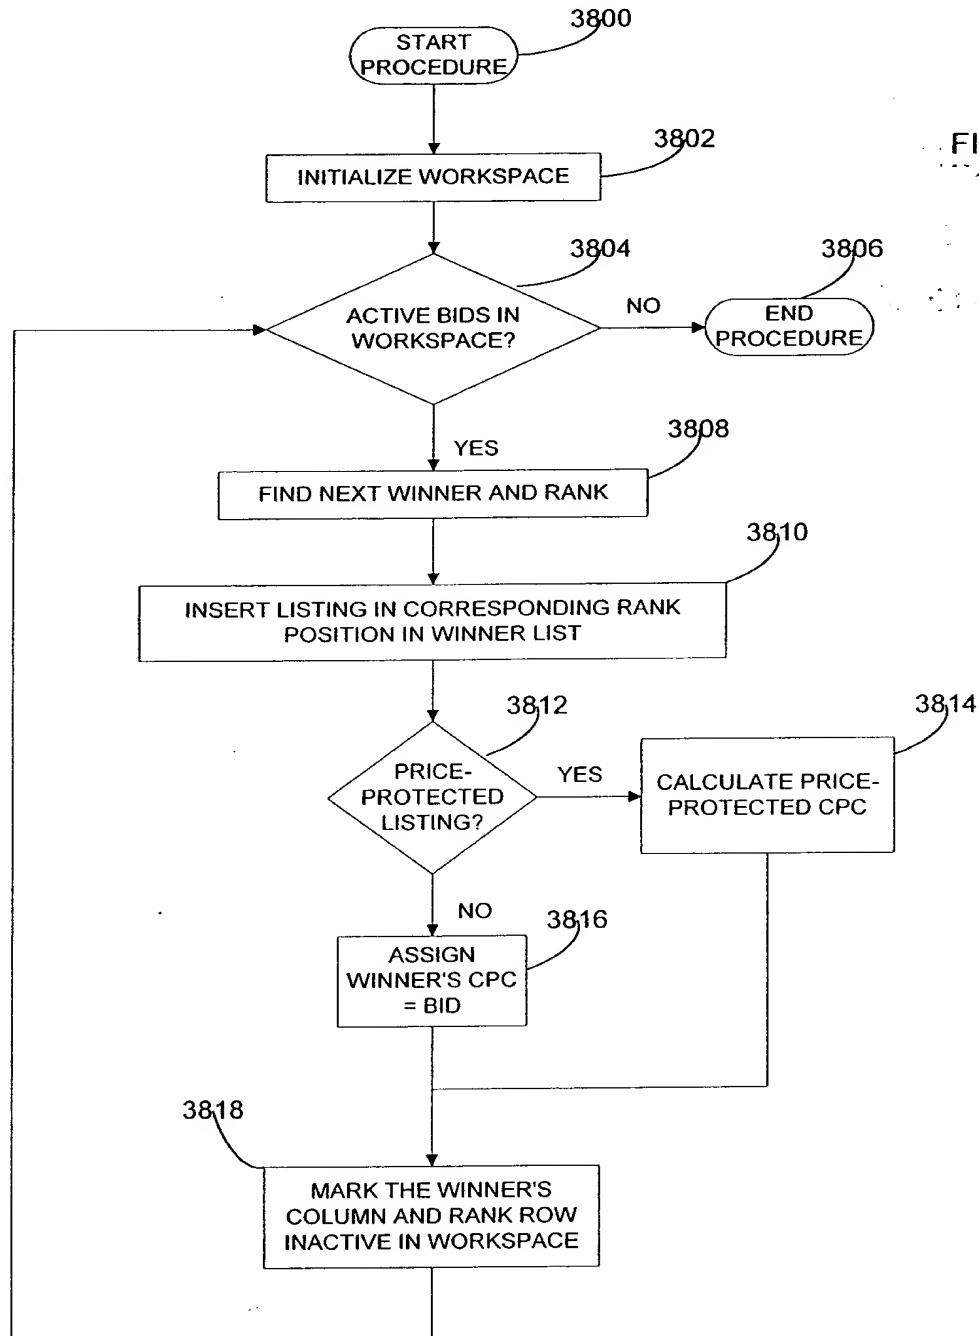 3800
START
PROCEDURE
3802
FI
INITIALIZE WORKSPACE
3804
3806
ACTIVE BIDS IN
WORKSPACE?
NO
END
PROCEDURE
YES
3808
FIND NEXT WINNER AND RANK
3810
INSERT LISTING IN CORRESPONDING RANK
POSITION IN WINNER LIST
3812
3814
PRICE-
PROTECTED
LISTING?
YES
CALCULATE PRICE-
PROTECTED CPC
NO
3816
ASSIGN
WINNER'S CPC
= BID
3818
MARK THE WINNER'S
COLUMN AND RANK ROW
INACTIVE IN WORKSPACE